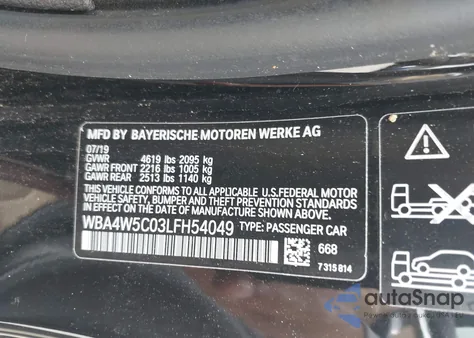 MFD BY BAYERISCHE MOTOREN WERKE AG
07/19
GVWR 4619 lbs 2095 kg
GAWR FRONT 2216 lbs 1005 kg
GAWR REAR 2513 lbs 1140 kg
THIS VEHICLE CONFORMS TO ALL APPLICABLE U.S.FEDERAL MOTOR
VEHICLE SAFETY, BUMPER AND THEFT PREVENTION STANDARDS
IN EFFECT ON THE DATE OF MANUFACTURE SHOWN ABOVE.
WBA4W5C03LFH54049 TYPE: PASSENGER CAR
668
7315814
autaSnap